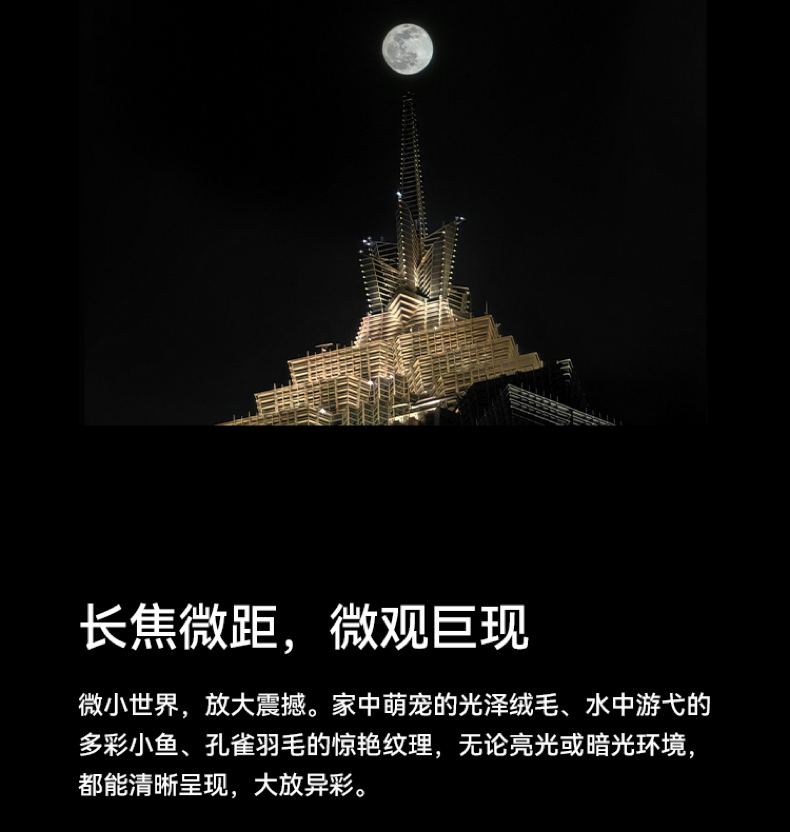 长焦微距，微观巨现
微小世界，放大震撼。家中萌宠的光泽绒毛、水中游弋的
多彩小鱼、孔雀羽毛的惊艳纹理，无论亮光或暗光环境，
都能清晰呈现，大放异彩。